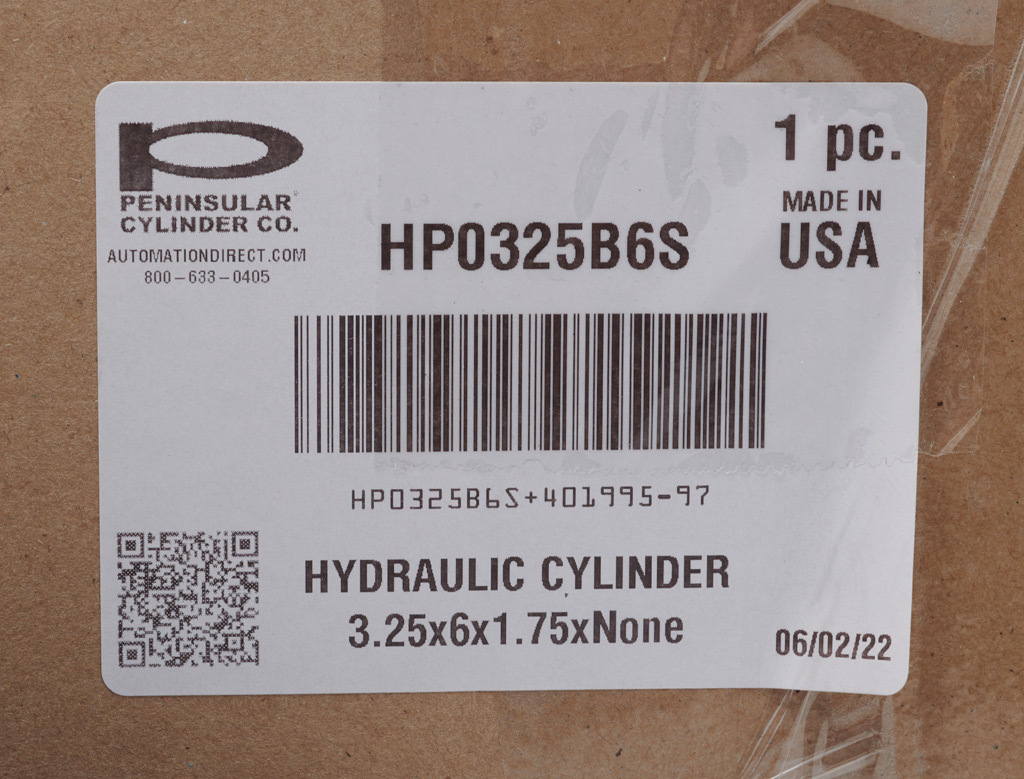 PENINSULAR
CYLINDER CO.
AUTOMATIONDIRECT.COM
800-633-0405
1 pc.
MADE IN
USA
HP0325B6S
HP0325B6S+401995-97
HYDRAULIC CYLINDER
3.25x6x1.75xNone
06/02/22